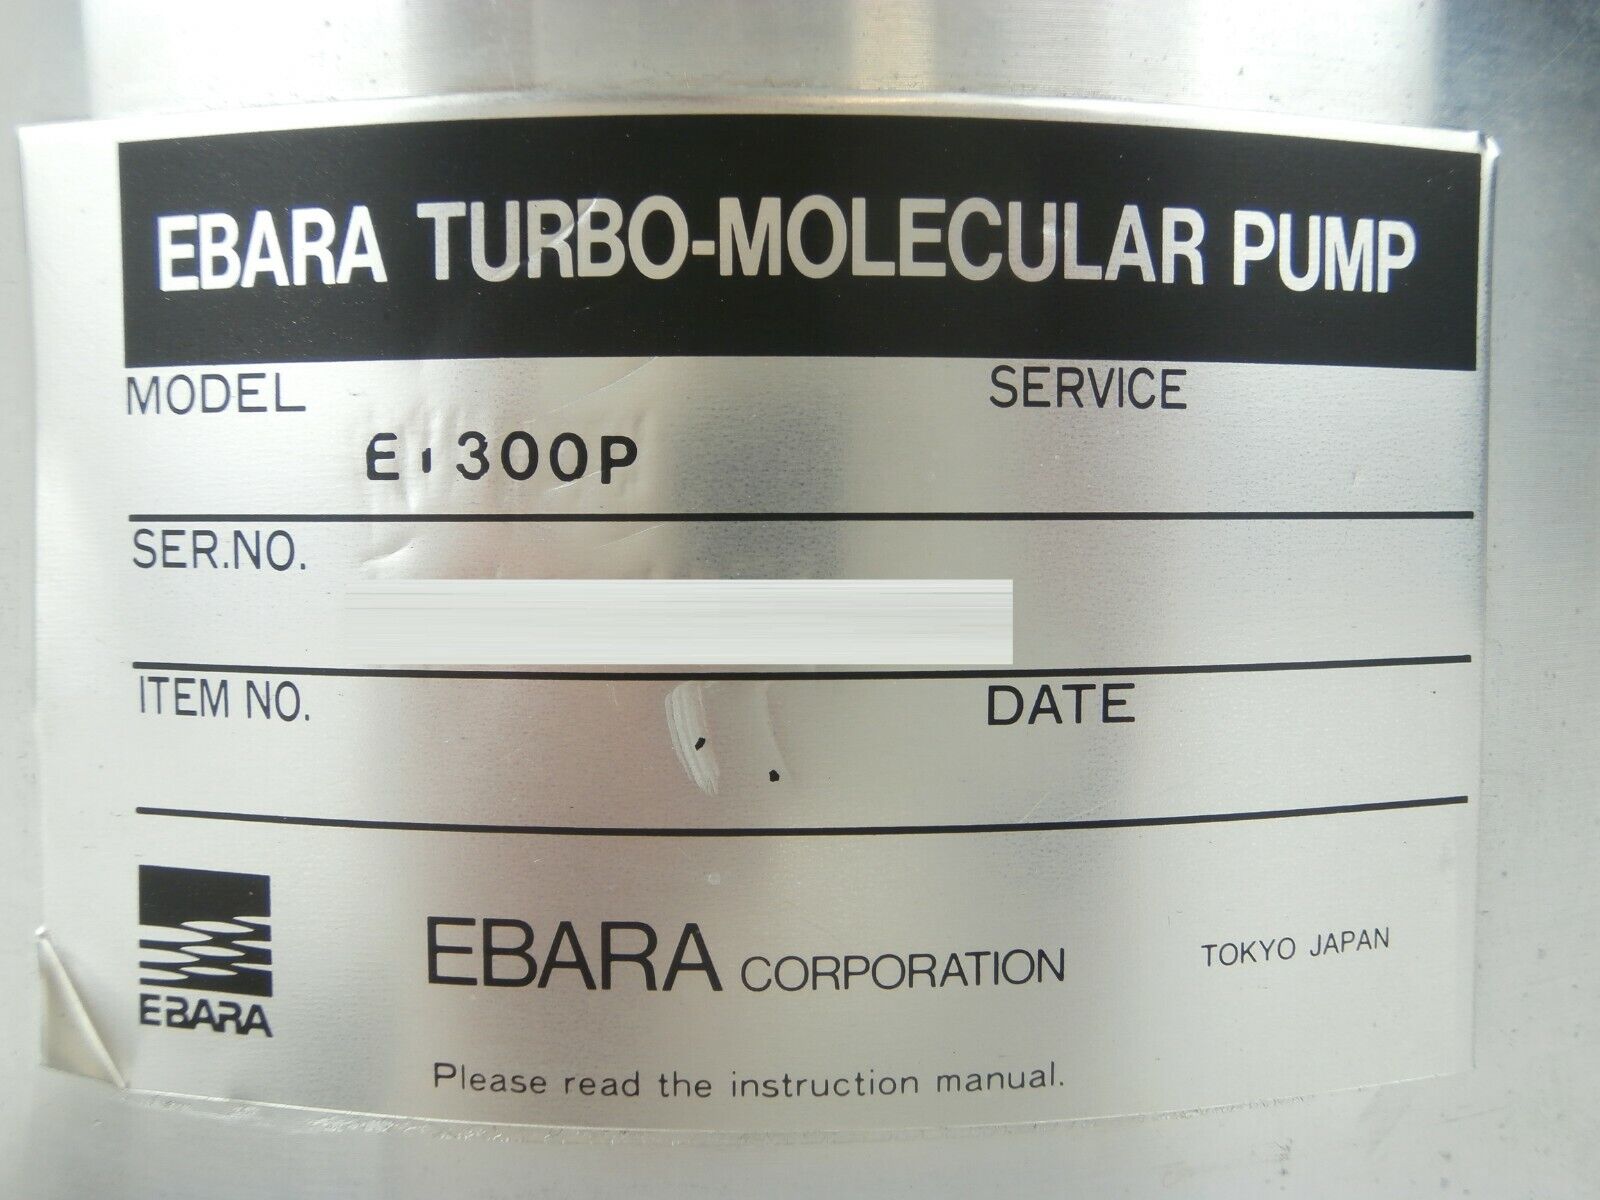 EBARA TURBO-MOLECULAR PUMP
MODEL SERVICE
300P
SER.NO.
ITEM NO. DATE
EBARA
EBARA CORPORATION TOKYO JAPAN
Please read the instruction manual.